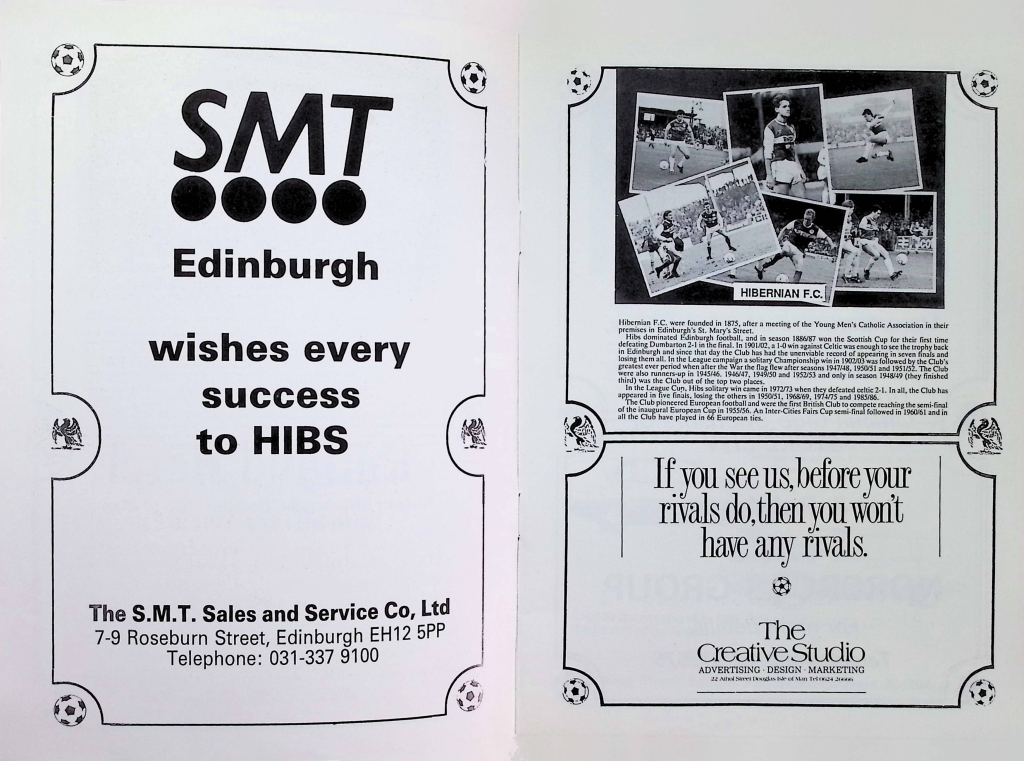 SMT
Edinburgh
wishes every
success
to HIBS
The S.M.T. Sales and Service Co, Ltd
7-9 Roseburn Street, Edinburgh EH12 5PP
Telephone: 031-337 9100
HIBERNIAN F.C.
Hibernian F.C. were founded in 1875, after a meeting of the Young Men's Catholic Association in their
premises in Edinburgh's St. Mary's Street.
Hibs dominated Edinburgh football, and in season 1886/87 won the Scottish Cup for their first time
defeating Dumbarton 2-1 in the final. In 1901/02, a 1-0 win against Celtic was enough to see the trophy back
in Edinburgh and since that day the Club has had the unenviable record of appearing in seven finals and
losing them all. In the League campaign a solitary Championship win in 1902/03 was followed by the Club's
greatest ever period when after the War the flag flew after seasons 1947/48, 1950/51 and 1951/52. The Club
were also runners-up in 1945/46, 1946/47, 1949/50 and 1952/53 and only in season 1948/49 (they finished
third) was the Club out of the top two places.
In the League Cup, Hibs solitary win came in 1972/73 when they defeated celtic 2-1. In all, the Club has
appeared in five finals, losing the others in 1950/51, 1968/69, 1974/75 and 1985/86.
The Club pioneered European football and were the first British Club to compete reaching the semi-final
of the inaugural European Cup in 1955/56. An Inter-Cities Fairs Cup semi-final followed in 1960/61 and in
all the Club have played in 66 European ties.
If you see us, before your
rivals do, then you won't
have any rivals.
The
Creative Studio
ADVERTISING · DESIGN · MARKETING
22 Athol Street Douglas Isle of Man Tel 0624